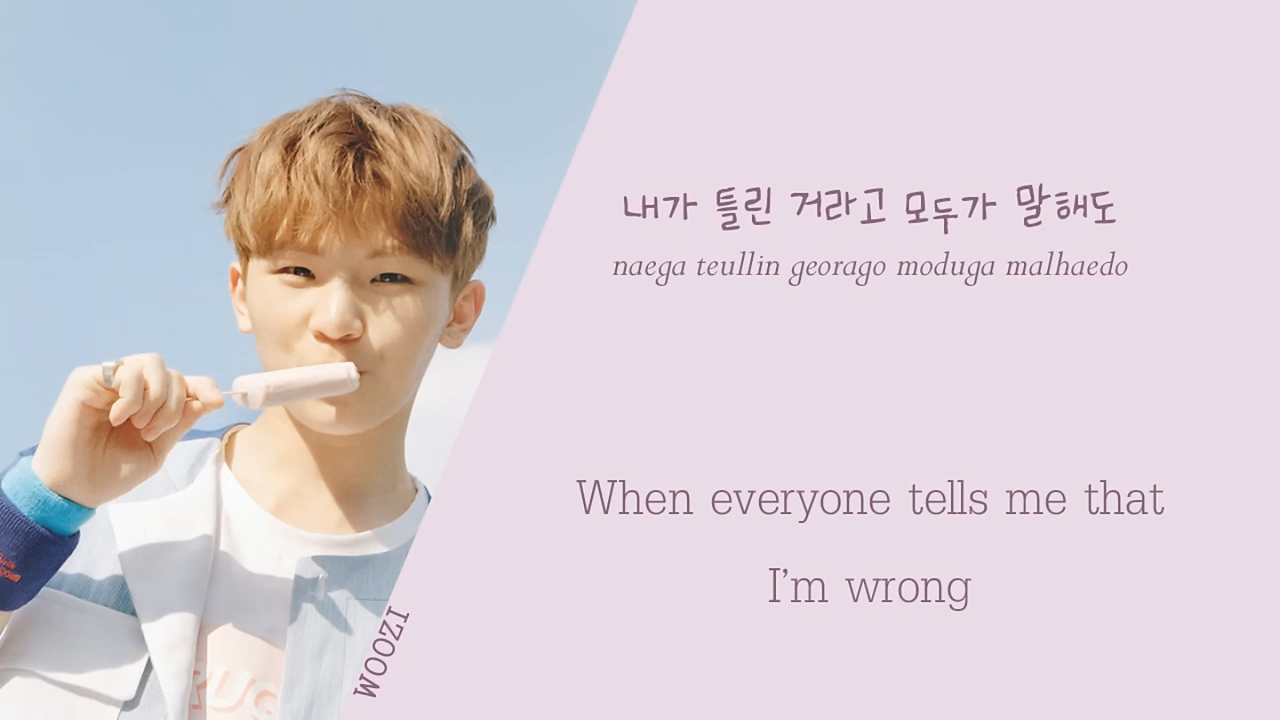 내가 틀린 거라고 모두가 말해도
naega teullin georago moduga malhaedo
When everyone tells me that
I'm wrong
WOOZI